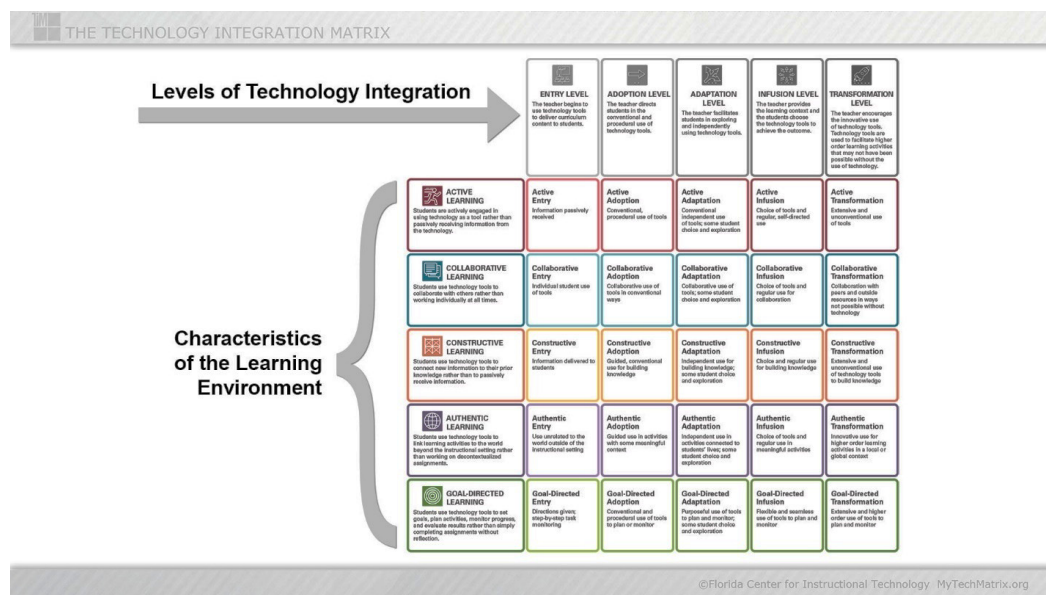 TIM
THE TECHNOLOGY INTEGRATION MATRIX
Levels of Technology Integration
ENTRY LEVEL
The teacher begins to
use technology tools
to deliver curriculum
content to students.
ADOPTION LEVEL
The teacher directs
students in the
conventional and
procedural use of
technology tools.
ADAPTATION
LEVEL
The teacher facilitates
students in exploring
and independently
using technology tools.
INFUSION LEVEL
The teacher provides
the learning context and
the students choose
the technology tools to
achieve the outcome.
TRANSFORMATION
LEVEL
The teacher encourages
the innovative use
of technology tools.
Technology tools are
used to facilitate higher
order learning activities
that may not have been
possible without the
use of technology.
Characteristics
of the Learning
Environment
ACTIVE
LEARNING
Students are actively engaged in
using technology as a tool rather than
passively receiving information from
the technology.
Active
Entry
Information passively
received
Active
Adoption
Conventional,
procedural use of tools
Active
Adaptation
Conventional
independent use
of tools; some student
choice and exploration
Active
Infusion
Choice of tools and
regular, self-directed
use
Active
Transformation
Extensive and
unconventional use
of tools
COLLABORATIVE
LEARNING
Students use technology tools to
collaborate with others rather than
working individually at all times.
Collaborative
Entry
Individual student use
of tools
Collaborative
Adoption
Collaborative use of
tools in conventional
ways
Collaborative
Adaptation
Collaborative use of
tools; some student
choice and exploration
Collaborative
Infusion
Choice of tools and
regular use for
collaboration
Collaborative
Transformation
Collaboration with
peers and outside
resources in ways
not possible without
technology
CONSTRUCTIVE
LEARNING
Students use technology tools to
connect new information to their prior
knowledge rather than to passively
receive information.
Constructive
Entry
Information delivered to
students
Constructive
Adoption
Guided, conventional
use for building
knowledge
Constructive
Adaptation
Independent use for
building knowledge;
some student choice
and exploration
Constructive
Infusion
Choice and regular use
for building knowledge
Constructive
Transformation
Extensive and
unconventional use
of technology tools
to build knowledge
AUTHENTIC
LEARNING
Students use technology tools to
link learning activities to the world
beyond the instructional setting rather
than working on decontextualized
assignments.
Authentic
Entry
Use unrelated to the
world outside of the
instructional setting
Authentic
Adoption
Guided use in activities
with some meaningful
context
Authentic
Adaptation
Independent use in
activities connected to
students' lives; some
student choice and
exploration
Authentic
Infusion
Choice of tools and
regular use in
meaningful activities
Authentic
Transformation
Innovative use for
higher order learning
activities in a local or
global context
GOAL-DIRECTED
LEARNING
Students use technology tools to set
goals, plan activities, monitor progress,
and evaluate results rather than simply
completing assignments without
reflection.
Goal-Directed
Entry
Directions given;
step-by-step task
monitoring
Goal-Directed
Adoption
Conventional and
procedural use of tools
to plan or monitor
Goal-Directed
Adaptation
Purposeful use of tools
to plan and monitor;
some student choice
and exploration
Goal-Directed
Infusion
Flexible and seamless
use of tools to plan and
monitor
Goal-Directed
Transformation
Extensive and higher
order use of tools to
plan and monitor
©Florida Center for Instructional Technology MyTechMatrix.org